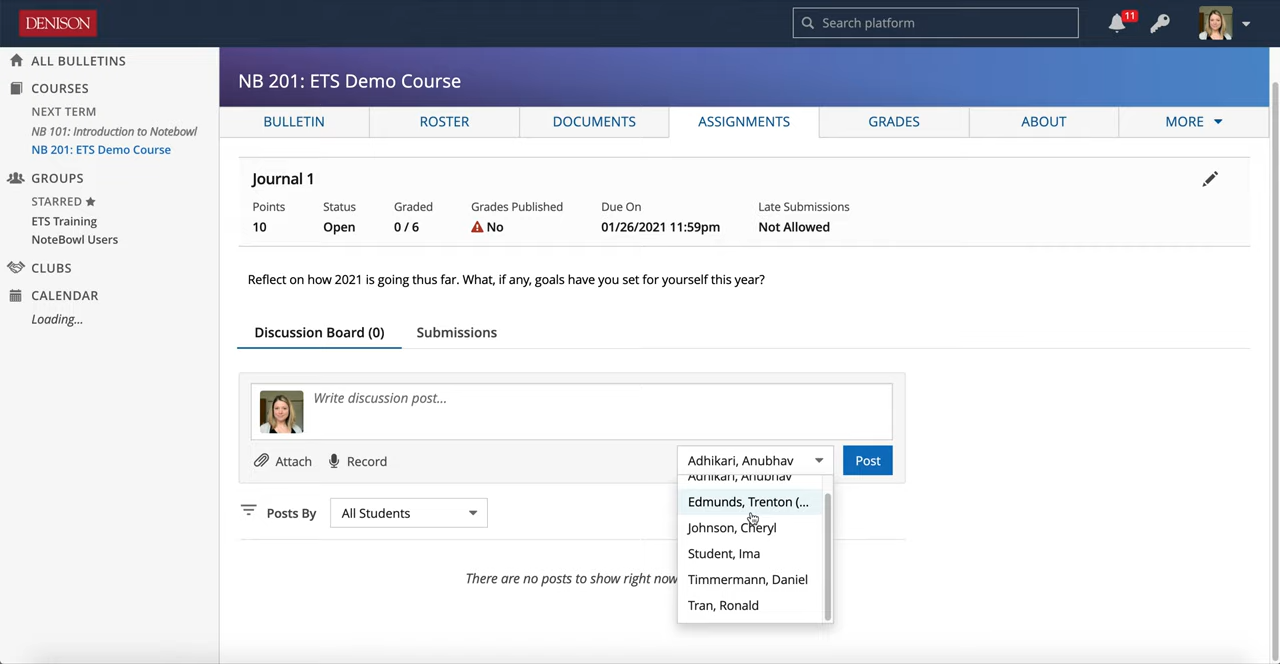 DENISON
Search platform
11
ALL BULLETINS
COURSES
NEXT TERM
NB 101: Introduction to Notebowl
NB 201: ETS Demo Course
GROUPS
STARRED
ETS Training
NoteBowl Users
CLUBS
CALENDAR
Loading...
NB 201: ETS Demo Course
BULLETIN
ROSTER
DOCUMENTS
ASSIGNMENTS
GRADES
ABOUT
MORE
Journal 1
Points
Status
Graded
Grades Published
Due On
Late Submissions
10
Open
0 / 6
No
01/26/2021 11:59pm
Not Allowed
Reflect on how 2021 is going thus far. What, if any, goals have you set for yourself this year?
Discussion Board (0)
Submissions
Write discussion post...
Attach
Record
Adhikari, Anubhav
Post
Adhikari, Anubhav
Edmunds, Trenton (...
Johnson, Cheryl
Student, Ima
Timmermann, Daniel
Tran, Ronald
Posts By
All Students
There are no posts to show right now